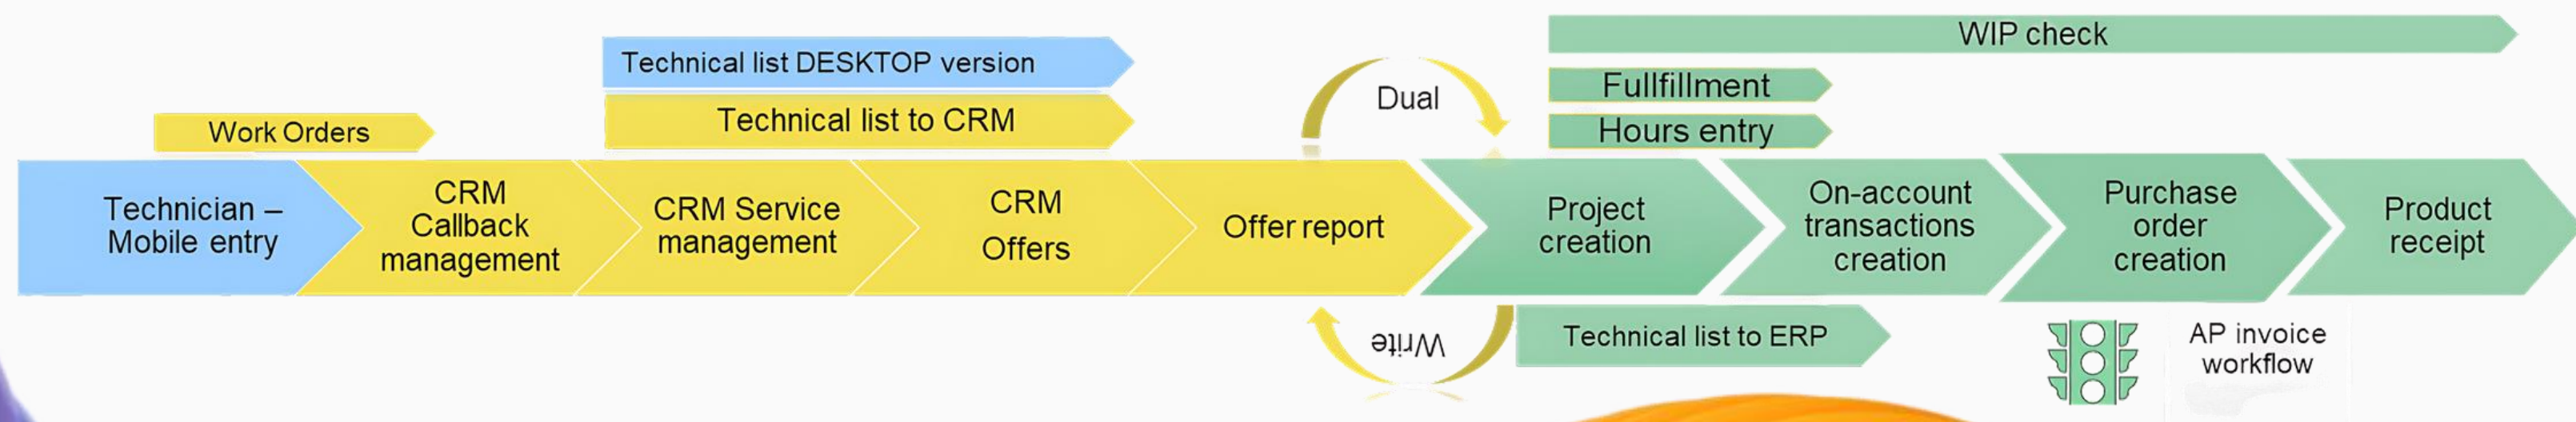 WIP check
Technical list DESKTOP version
Fullfillment
Dual
Technical list to CRM
Hours entry
Work Orders
Technician –
Mobile entry
CRM
Callback
management
CRM Service
management
CRM
Offers
Offer report
Project
creation
On-account
transactions
creation
Purchase
order
creation
Product
receipt
Write
Technical list to ERP
AP invoice
workflow